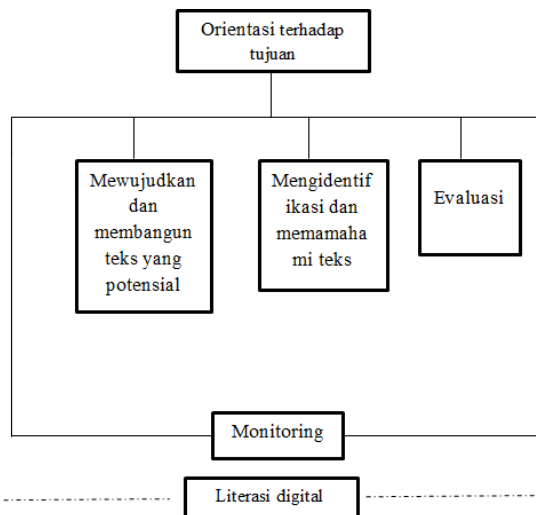 Orientasi terhadap
tujuan
Mewujudkan
dan
membangun
teks yang
potensial
Mengidentif
ikasi dan
memamaha
mi teks
Evaluasi
Monitoring
Literasi digital